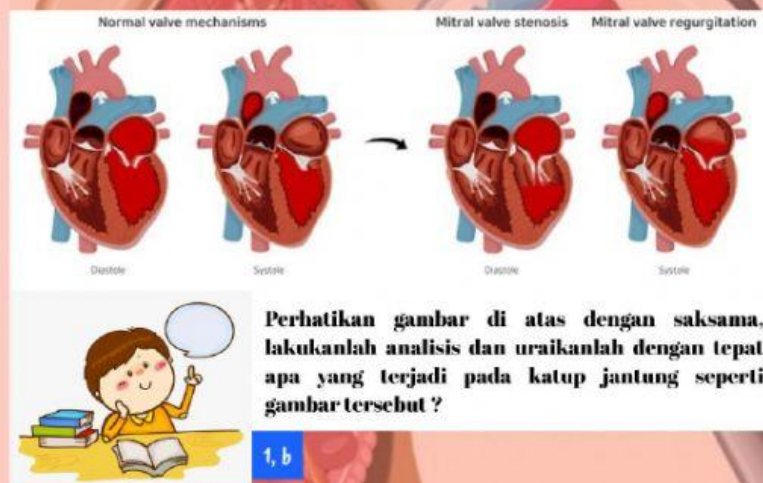 Normal valve mechanisms
Mitral valve stenosis
Mitral valve regurgitation
Diastole
Systole
Diastole
Systole
Perhatikan gambar di atas dengan saksama,
lakukanlah analisis dan uraikanlah dengan tepat
apa yang terjadi pada katup jantung seperti
gambar tersebut ?
1, b